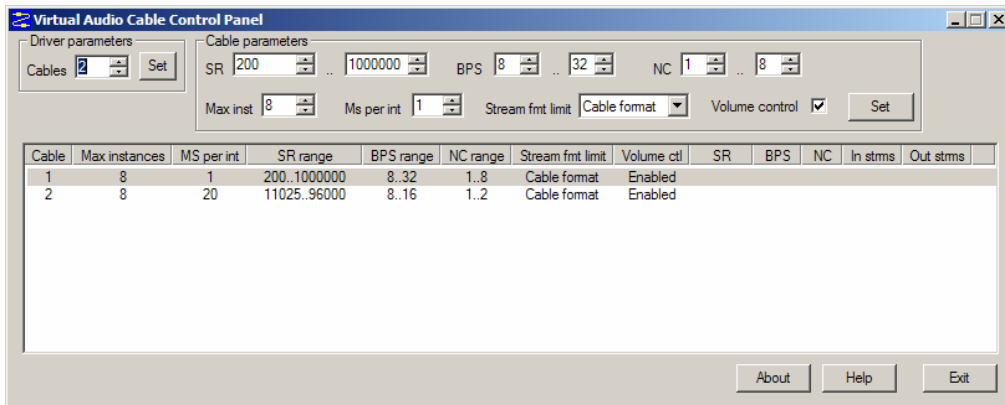 Virtual Audio Cable Control Panel
Driver parameters
Cables 2 Set
Cable parameters
SR 200 .. 1000000 BPS 8 .. 32 NC 1 .. 8
Max inst 8 Ms per int 1 Stream fmt limit Cable format Volume control Set
Cable Max instances MS per int SR range BPS range NC range Stream fmt limit Volume ctl SR BPS NC In stms Out stms
1 8 1 200..1000000 8..32 1..8 Cable format Enabled
2 8 20 11025..96000 8..16 1..2 Cable format Enabled
About Help Exit